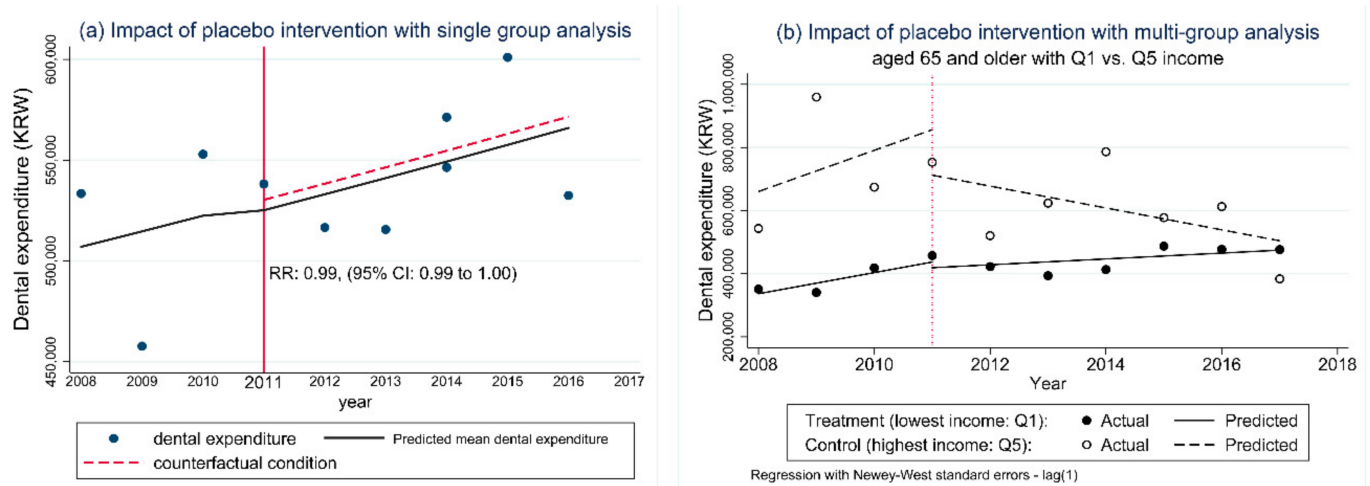 (a) Impact of placebo intervention with single group analysis
Dental expenditure (KRW)
600,000
550,000
500,000
450,000
RR: 0.99, (95% CI: 0.99 to 1.00)
2008 2009 2010 2011 2012 2013 2014 2015 2016 2017
year
dental expenditure Predicted mean dental expenditure
counterfactual condition
(b) Impact of placebo intervention with multi-group analysis
aged 65 and older with Q1 vs. Q5 income
Dental expenditure (KRW)
1,000,000
800,000
600,000
400,000
200,000
2008 2010 2012 2014 2016 2018
Year
Treatment (lowest income: Q1): Actual Predicted
Control (highest income: Q5): Actual Predicted
Regression with Newey-West standard errors - lag(1)